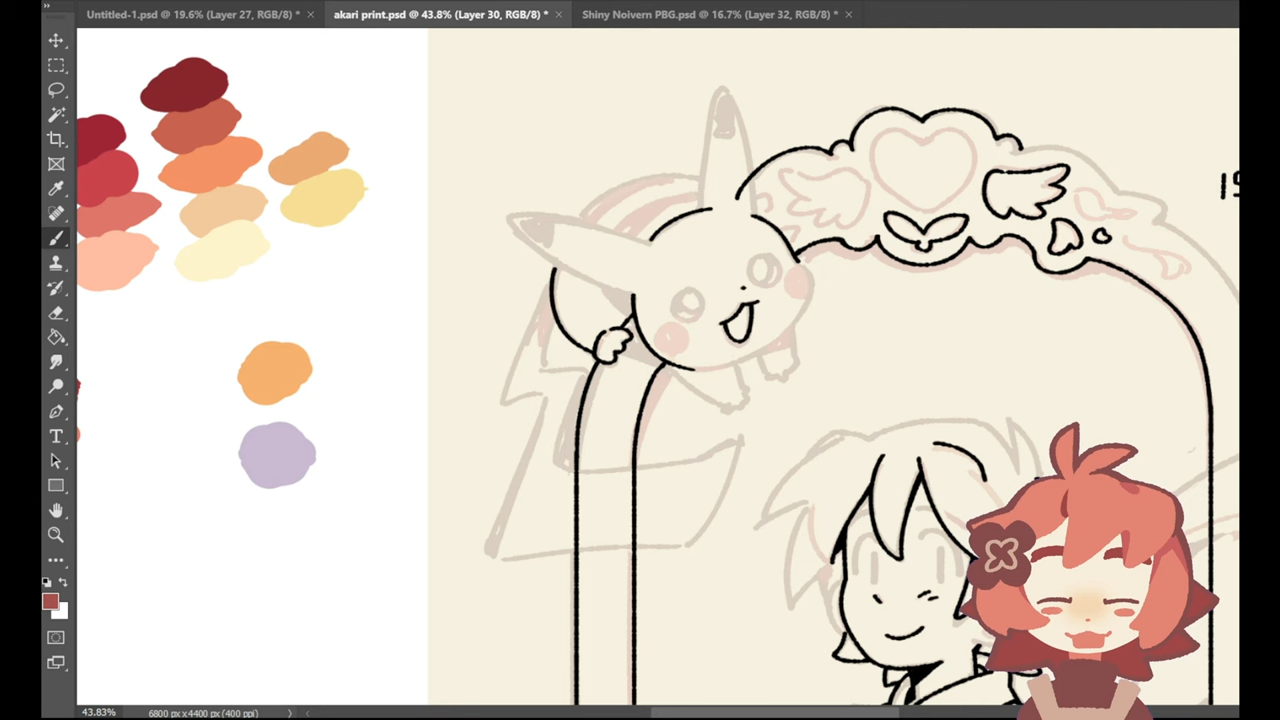 Untitled-1.psd @ 19.6% (Layer 27, RGB/8) *
akari print.psd @ 43.8% (Layer 30, RGB/8) *
Shiny Noivern PBG.psd @ 16.7% (Layer 32, RGB/8) *
T
43.83%
6800 px x4400 px (400 ppi)